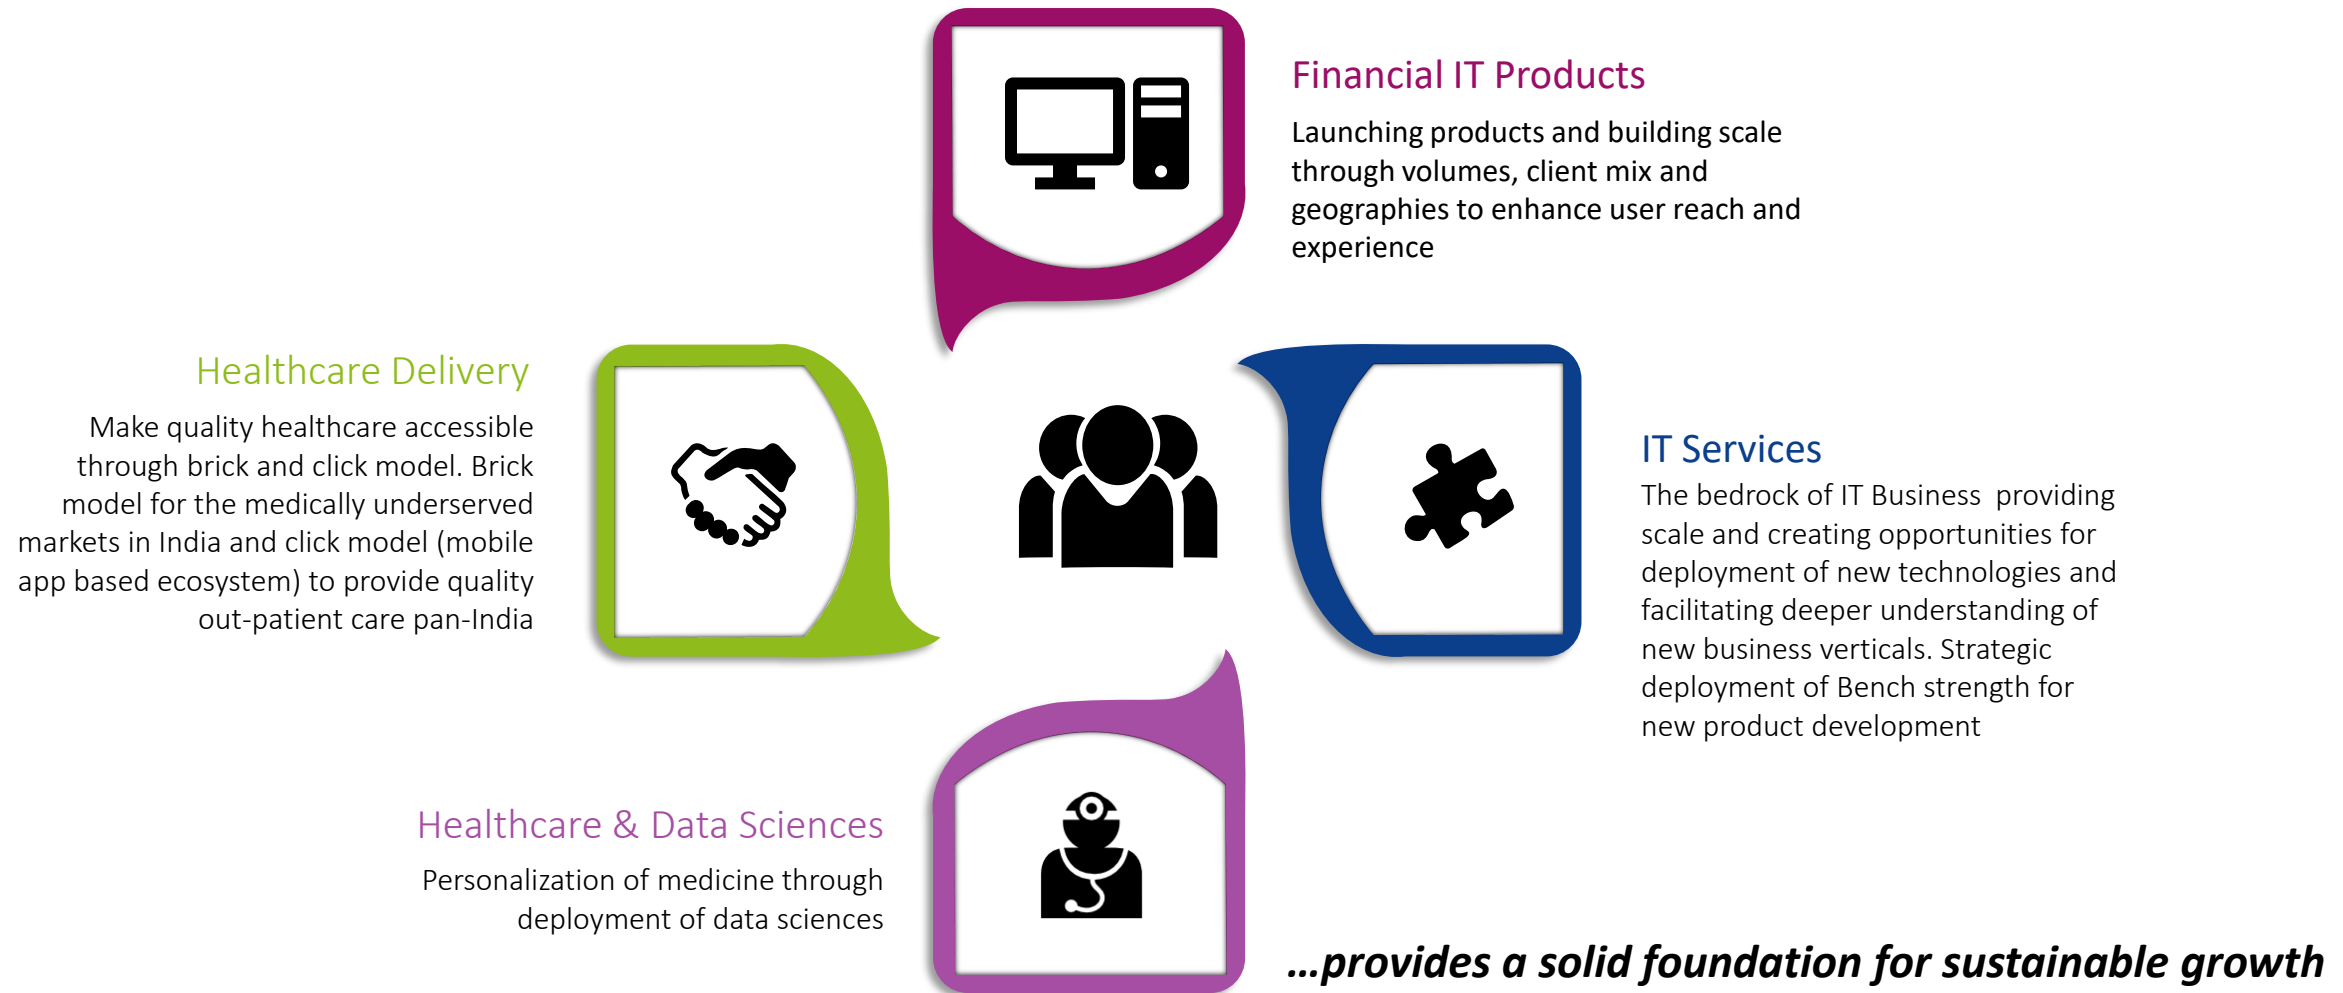 Financial IT Products
Launching products and building scale
through volumes, client mix and
geographies to enhance user reach and
experience
Healthcare Delivery
Make quality healthcare accessible
through brick and click model. Brick
model for the medically underserved
markets in India and click model (mobile
app based ecosystem) to provide quality
out-patient care pan-India
IT Services
The bedrock of IT Business  providing
scale and creating opportunities for
deployment of new technologies and
facilitating deeper understanding of
new business verticals. Strategic
deployment of Bench strength for
new product development
Healthcare & Data Sciences
Personalization of medicine through
deployment of data sciences
…provides a solid foundation for sustainable growth